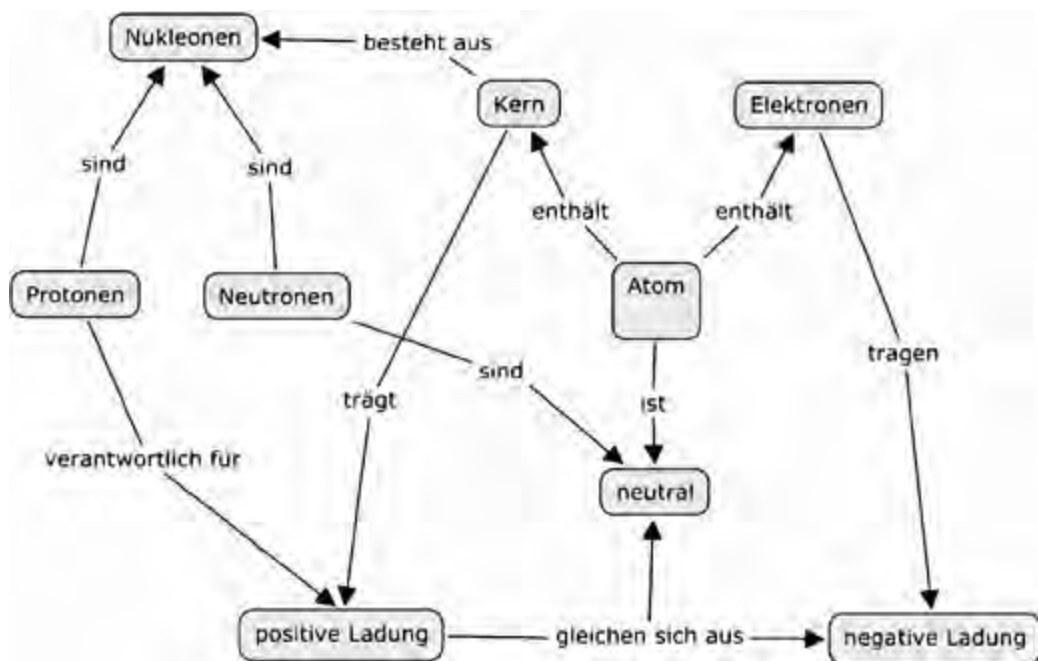 Nukleonen
besteht aus
Kern
Elektronen
sind
sind
enthält
enthält
Protonen
Neutronen
Atom
tragen
sind
trägt
ist
verantwortlich für
neutral
positive Ladung
gleichen sich aus
negative Ladung